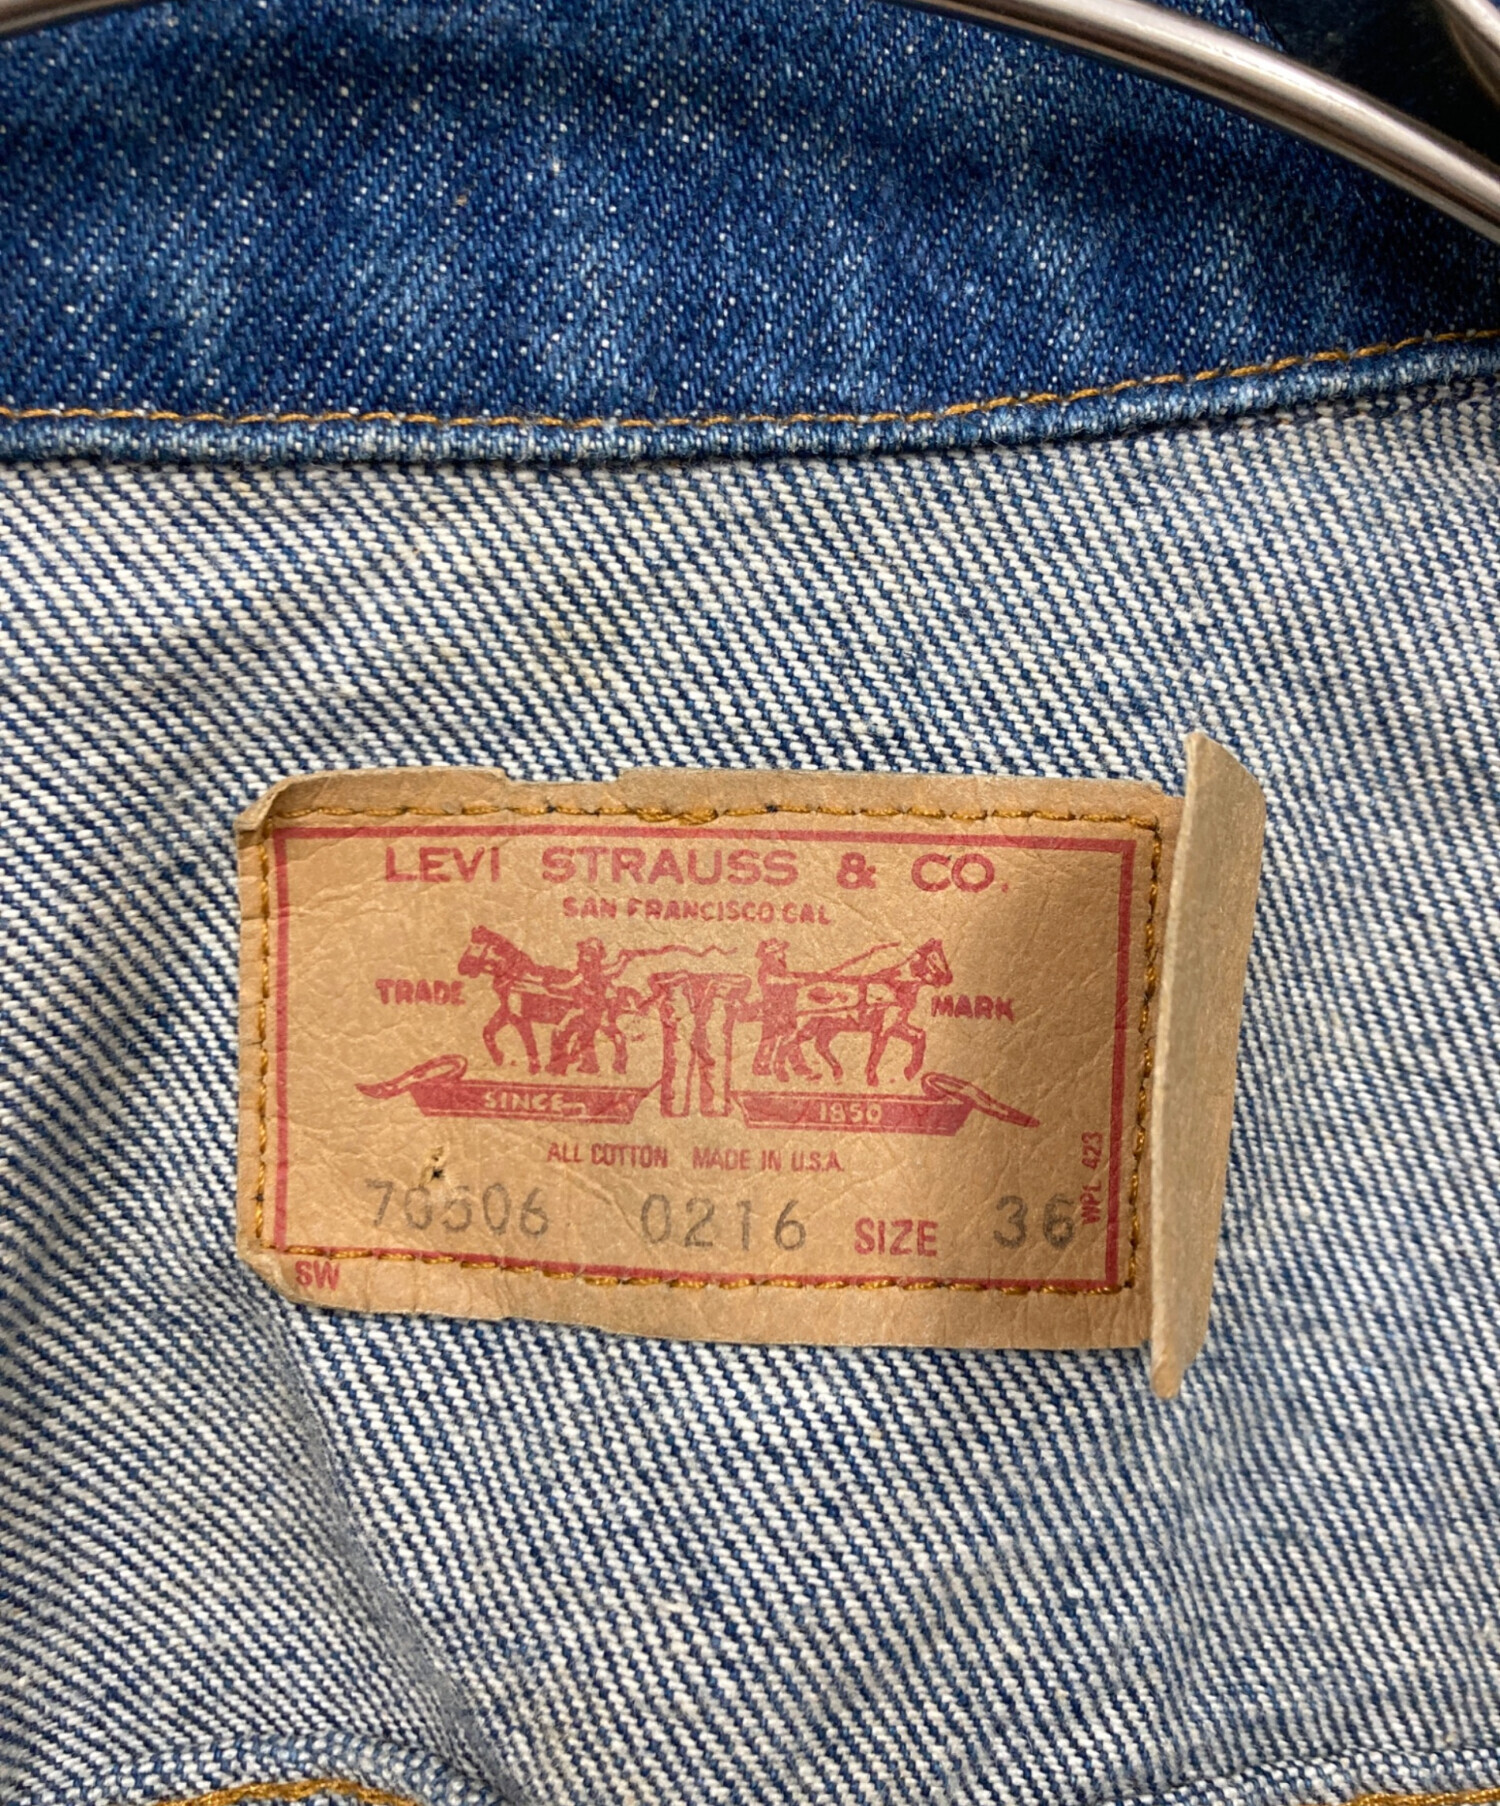 LEVI STRAUSS & CO.
SAN FRANCISCO CAL
TRADE MARK
SINCE 1850
ALL COTTON MADE IN U.S.A.
70506 0216 SIZE 36
WPL 423
SW